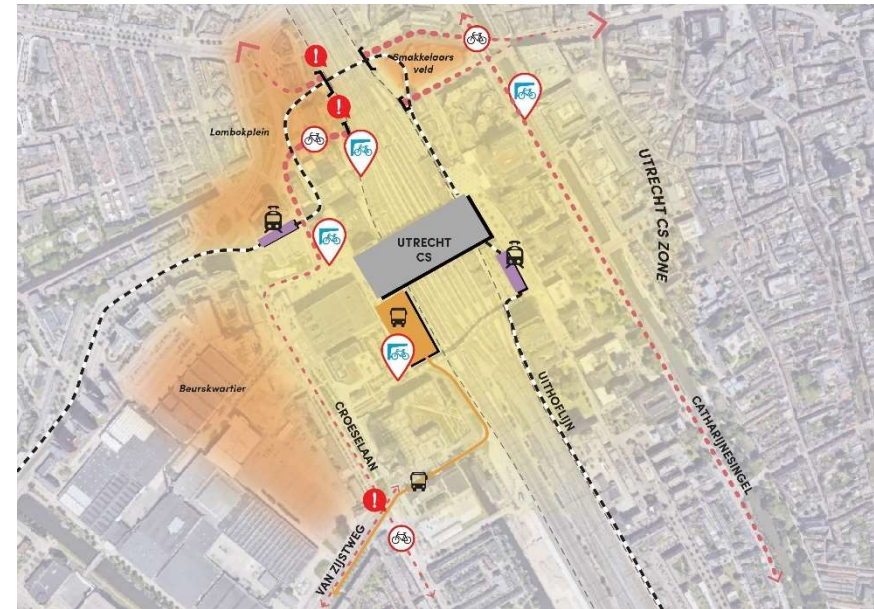 Smakkelaars
veld
Lombokplein
UTRECHT CS ZONE
UTRECHT
CS
Beurskwartier
CROESELAAN
UITHOFLIJN
CATHARIJNESINGEL
VAN ZIJSTWEG